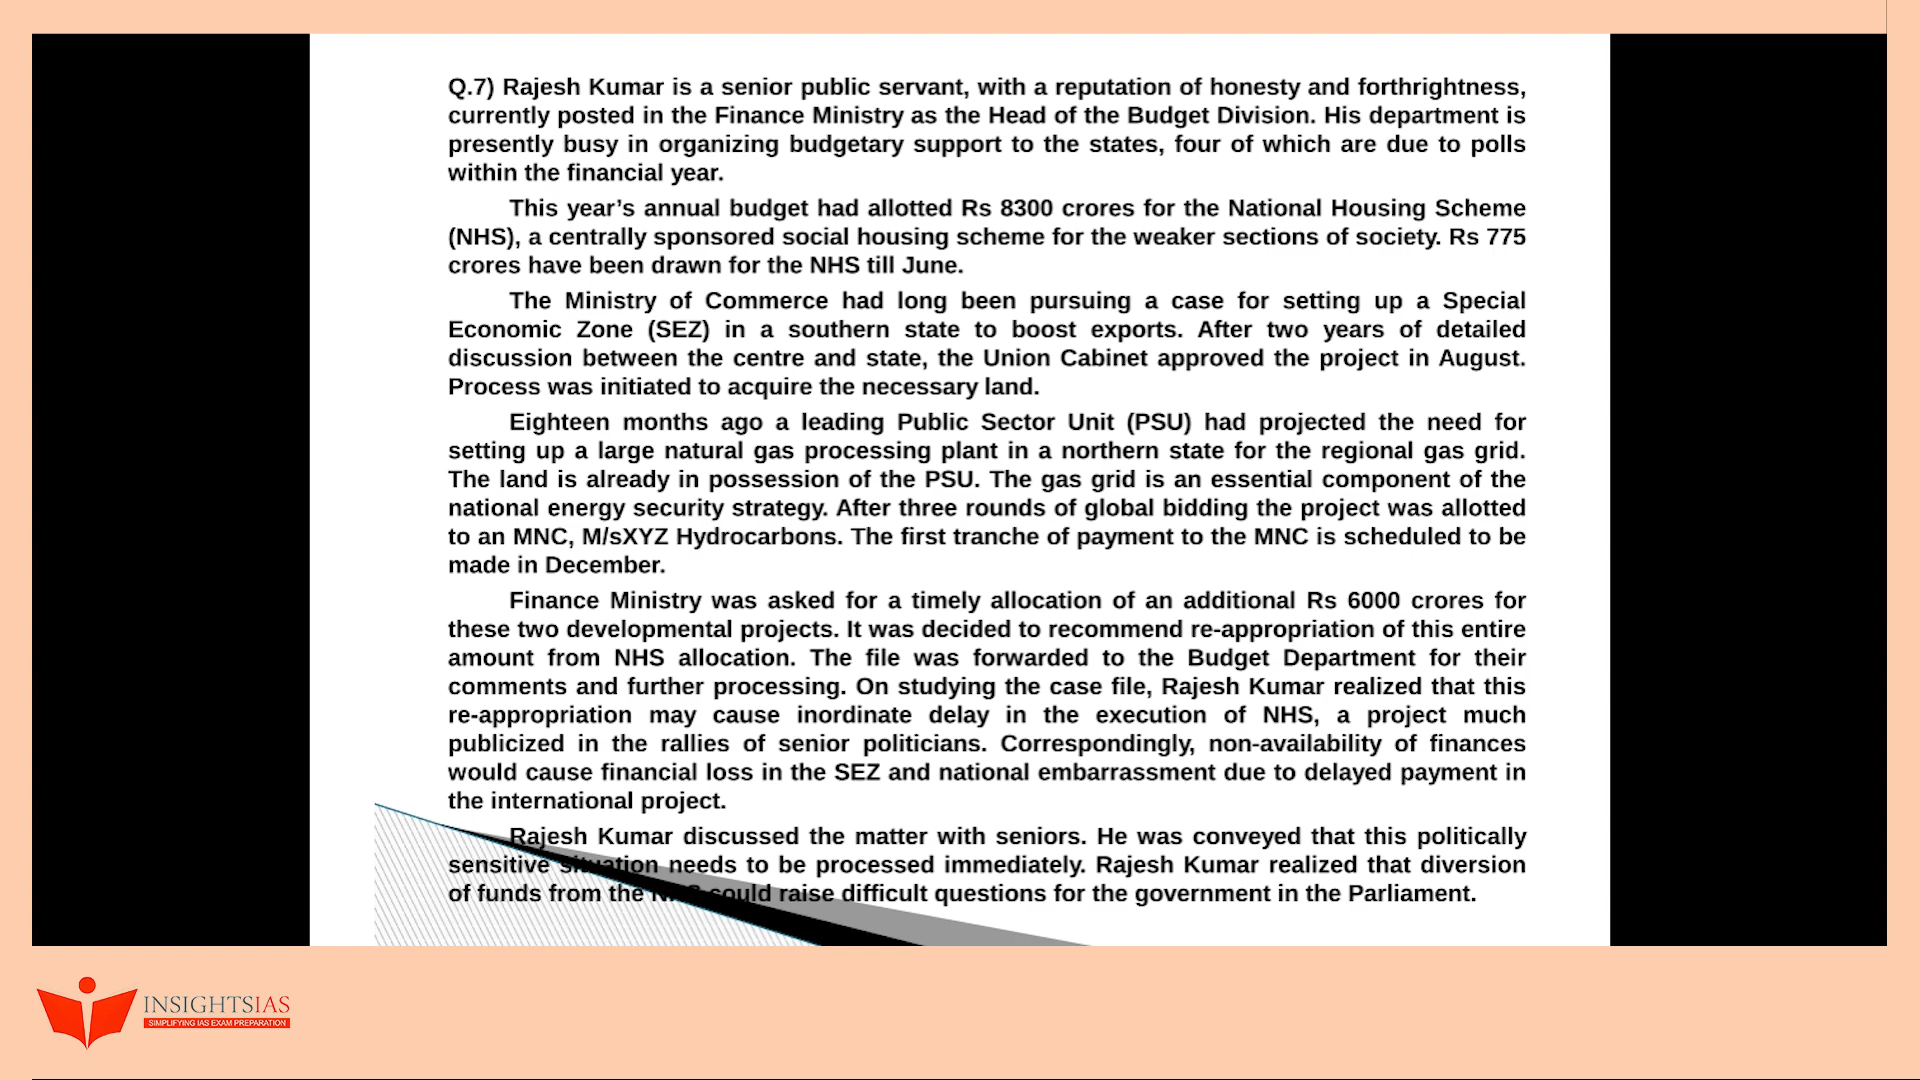 Q.7) Rajesh Kumar is a senior public servant, with a reputation of honesty and forthrightness,
currently posted in the Finance Ministry as the Head of the Budget Division. His department is
presently busy in organizing budgetary support to the states, four of which are due to polls
within the financial year.
This year’s annual budget had allotted Rs 8300 crores for the National Housing Scheme
(NHS), a centrally sponsored social housing scheme for the weaker sections of society. Rs 775
crores have been drawn for the NHS till June.
The Ministry of Commerce had long been pursuing a case for setting up a Special
Economic Zone (SEZ) in a southern state to boost exports. After two years of detailed
discussion between the centre and state, the Union Cabinet approved the project in August.
Process was initiated to acquire the necessary land.
Eighteen months ago a leading Public Sector Unit (PSU) had projected the need for
setting up a large natural gas processing plant in a northern state for the regional gas grid.
The land is already in possession of the PSU. The gas grid is an essential component of the
national energy security strategy. After three rounds of global bidding the project was allotted
to an MNC, M/sXYZ Hydrocarbons. The first tranche of payment to the MNC is scheduled to be
made in December.
Finance Ministry was asked for a timely allocation of an additional Rs 6000 crores for
these two developmental projects. It was decided to recommend re-appropriation of this entire
amount from NHS allocation. The file was forwarded to the Budget Department for their
comments and further processing. On studying the case file, Rajesh Kumar realized that this
re-appropriation may cause inordinate delay in the execution of NHS, a project much
publicized in the rallies of senior politicians. Correspondingly, non-availability of finances
would cause financial loss in the SEZ and national embarrassment due to delayed payment in
the international project.
Rajesh Kumar discussed the matter with seniors. He was conveyed that this politically
sensitive situation needs to be processed immediately. Rajesh Kumar realized that diversion
of funds from the NHS could raise difficult questions for the government in the Parliament.
INSIGHTSIAS
SIMPLIFYING IAS EXAM PREPARATION